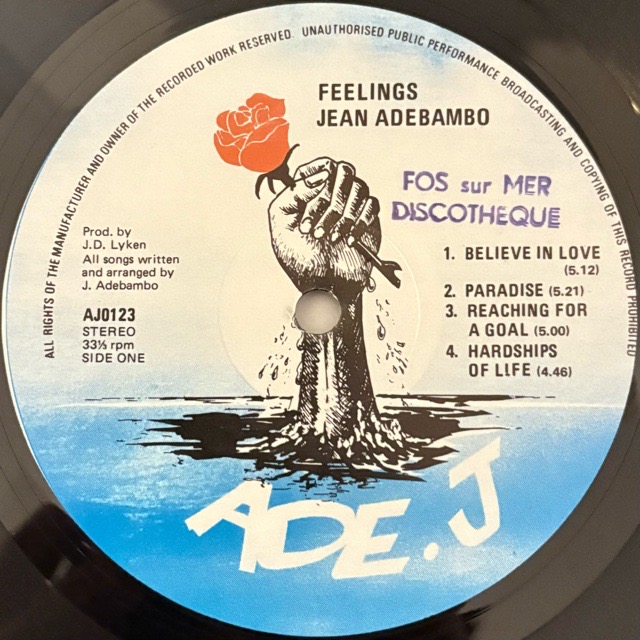 ALL RIGHTS OF THE MANUFACTURER AND OWNER OF THE RECORDED WORK RESERVED UNAUTHORISED PUBLIC PERFORMANCE BROADCASTING AND COPYING OF THIS RECORD PROHIBITED
FEELINGS
JEAN ADEBAMBO
FOS sur MER
DISCOTHEQUE
Prod. by
J.D. Lyken
All songs written
and arranged by
J. Adebambo
AJ0123
STEREO
33⅓ rpm
SIDE ONE
1. BELIEVE IN LOVE
(5.12)
2. PARADISE (5.21)
3. REACHING FOR
A GOAL (5.00)
4. HARDSHIPS
OF LIFE (4.46)
ADE.J